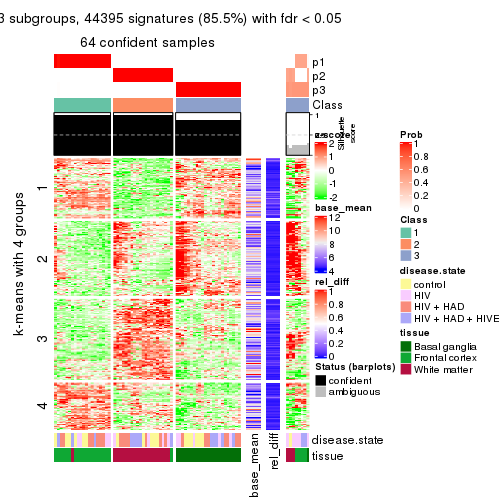 3 subgroups, 44395 signatures (85.5%) with fdr < 0.05
64 confident samples
p1
p2
p3
Class
1
Silhouette
score
z-score
2
1
0
-1
-2
base_mean
12
10
8
6
4
rel_diff
1
0.8
0.6
0.4
0.2
0
Status (barplots)
confident
ambiguous
Prob
1
0.8
0.6
0.4
0.2
0
Class
1
2
3
disease.state
control
HIV
HIV + HAD
HIV + HAD + HIVE
tissue
Basal ganglia
Frontal cortex
White matter
k-means with 4 groups
1
2
3
4
disease.state
tissue
base_mean
rel_diff